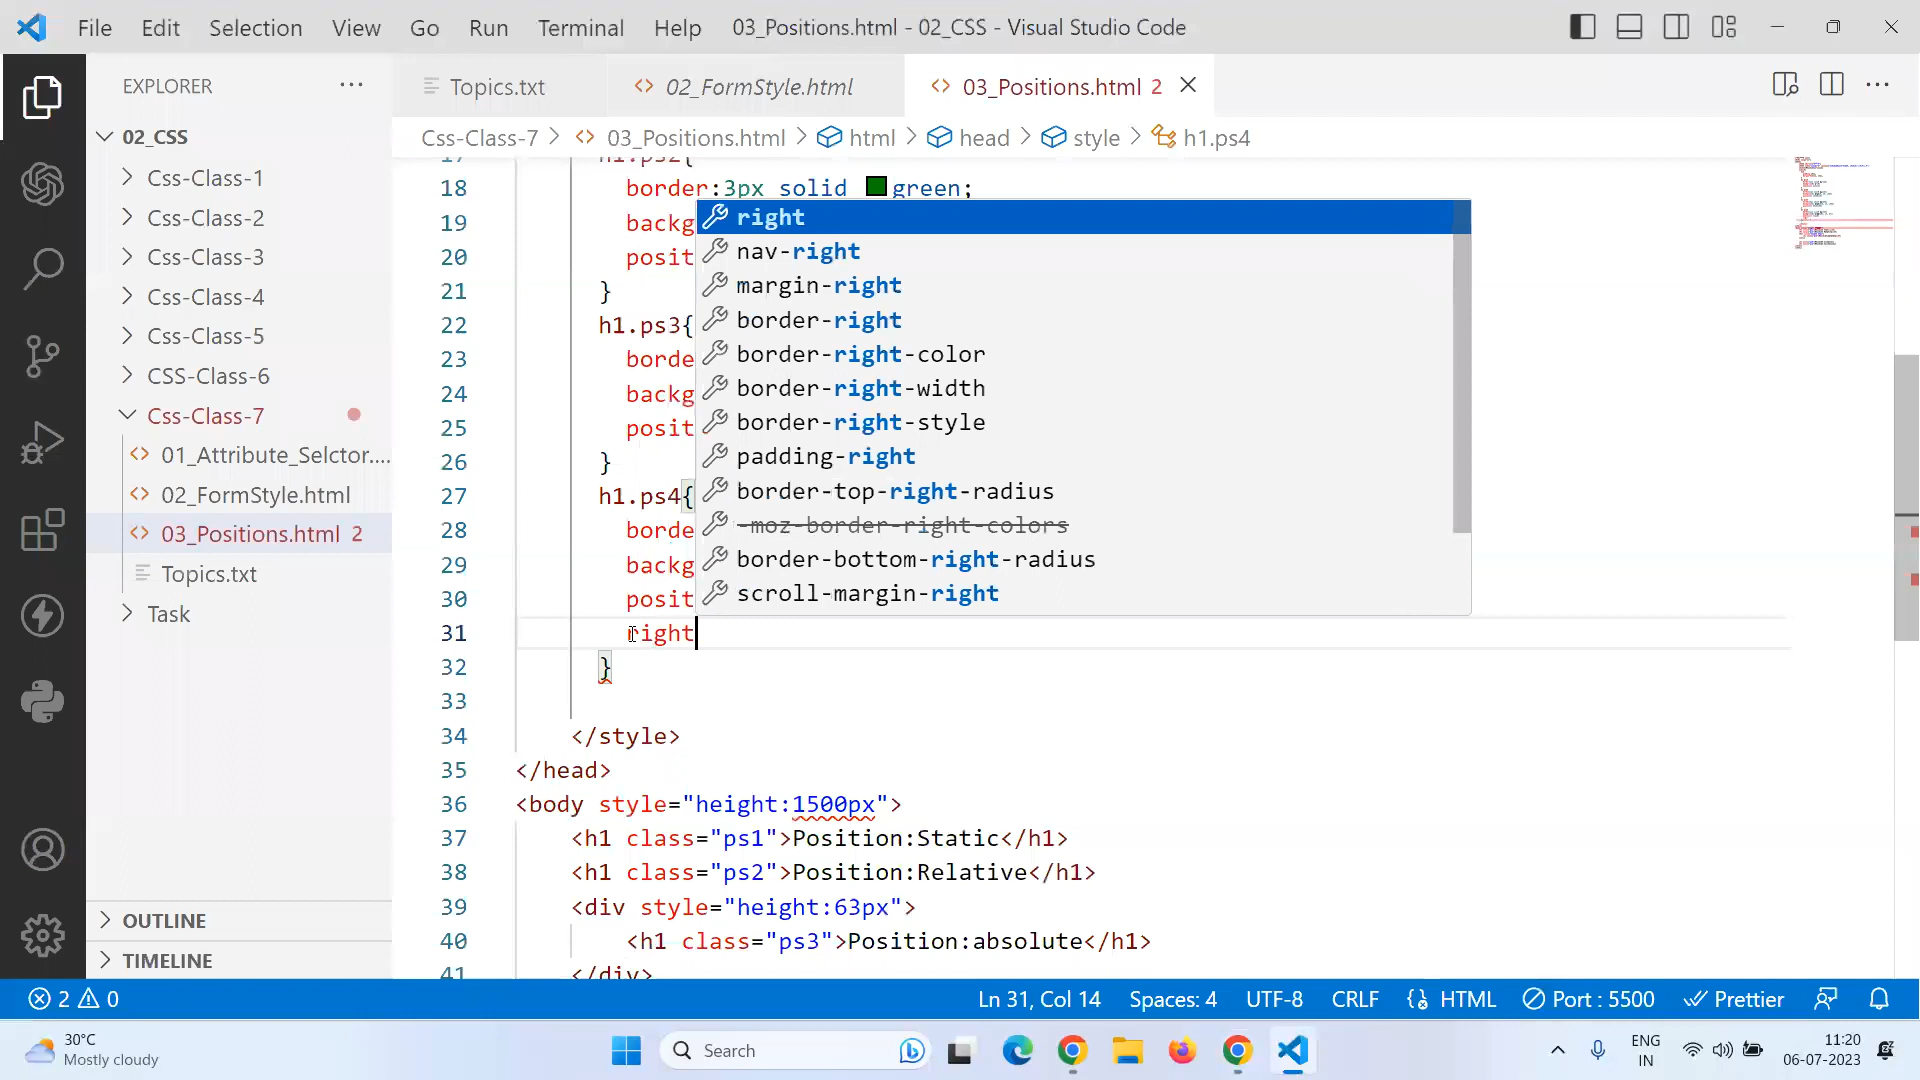 File Edit Selection View Go Run Terminal Help 03_Positions.html - 02_CSS - Visual Studio Code
EXPLORER
Topics.txt
02_FormStyle.html
03_Positions.html 2
02_CSS
Css-Class-1
Css-Class-2
Css-Class-3
Css-Class-4
Css-Class-5
CSS-Class-6
Css-Class-7
01_Attribute_Selctor....
02_FormStyle.html
03_Positions.html 2
Topics.txt
Task
OUTLINE
TIMELINE
Css-Class-7 > 03_Positions.html > html > head > style > h1.ps4
17 h1.ps2{
18 border:3px solid green;
19 backg
20 posit
21 }
22 h1.ps3{
23 borde
24 backg
25 posit
26 }
27 h1.ps4{
28 borde
29 backg
30 posit
31 right
32 }
33
34 </style>
35 </head>
36 <body style="height:1500px">
37 <h1 class="ps1">Position:Static</h1>
38 <h1 class="ps2">Position:Relative</h1>
39 <div style="height:63px">
40 <h1 class="ps3">Position:absolute</h1>
41 </div>
right
nav-right
margin-right
border-right
border-right-color
border-right-width
border-right-style
padding-right
border-top-right-radius
-moz-border-right-colors
border-bottom-right-radius
scroll-margin-right
2 0 Ln 31, Col 14 Spaces: 4 UTF-8 CRLF HTML Port : 5500 Prettier
30°C
Mostly cloudy
Search
ENG
IN
11:20
06-07-2023